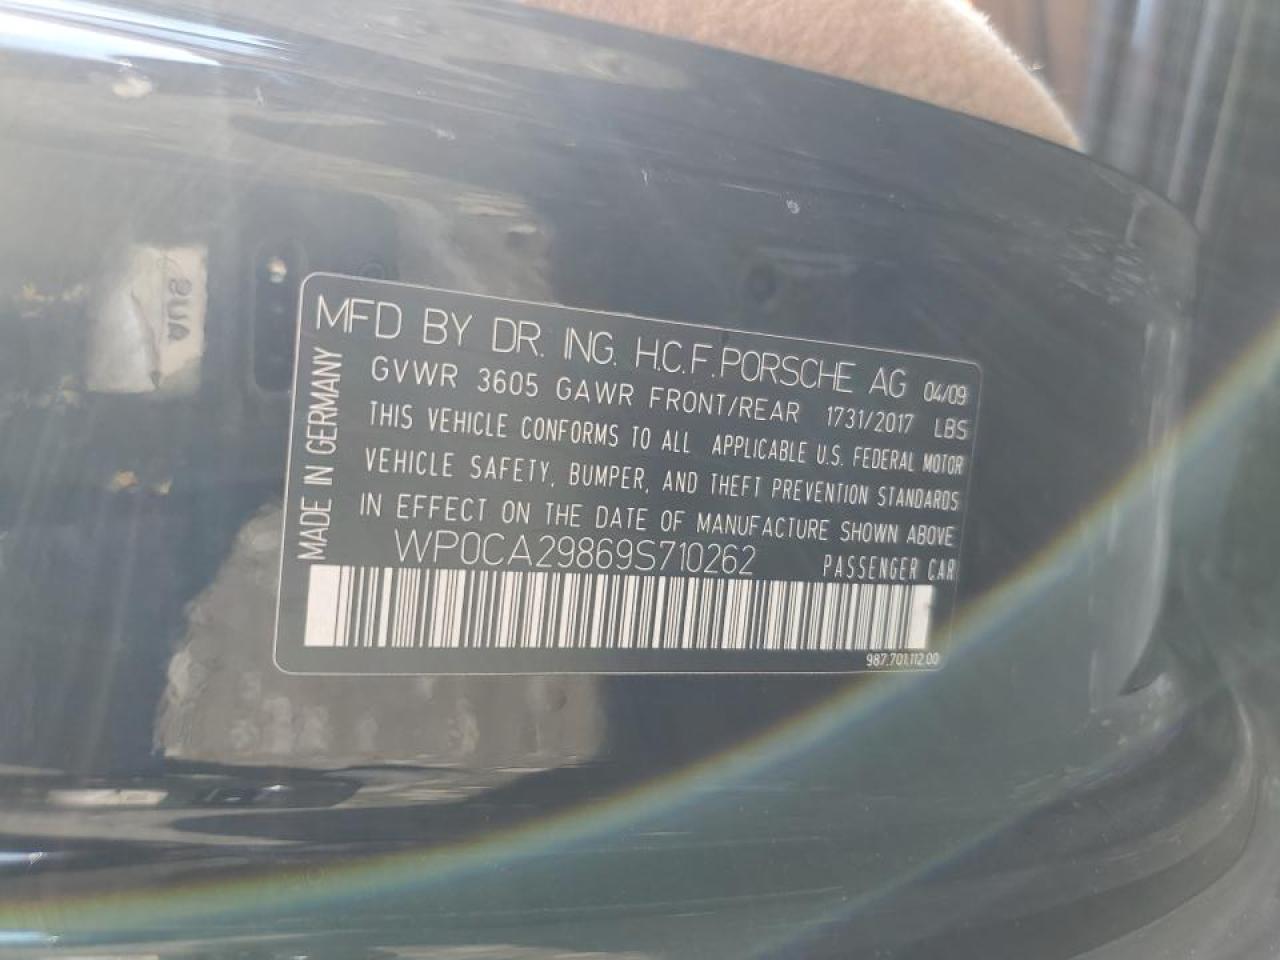 MFD BY DR. ING. H.C.F. PORSCHE AG 04/09
GVWR 3605 GAWR FRONT/REAR 1731/2017 LBS
THIS VEHICLE CONFORMS TO ALL APPLICABLE U.S. FEDERAL MOTOR
VEHICLE SAFETY, BUMPER, AND THEFT PREVENTION STANDARDS
IN EFFECT ON THE DATE OF MANUFACTURE SHOWN ABOVE
WP0CA29869S710262 PASSENGER CAR
987.701.112.00
MADE IN GERMANY